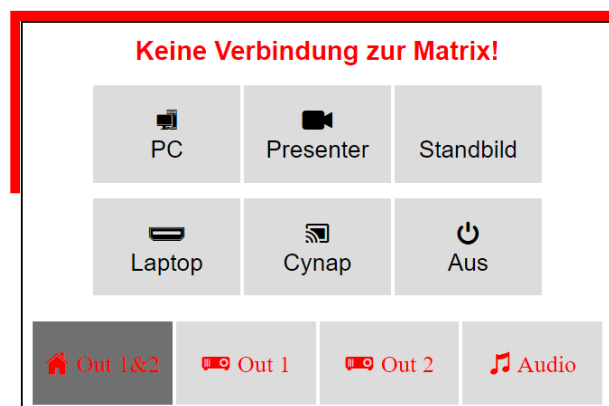 Keine Verbindung zur Matrix!
PC
Presenter
Standbild
Laptop
Cynap
Aus
Out 1&2
Out 1
Out 2
Audio